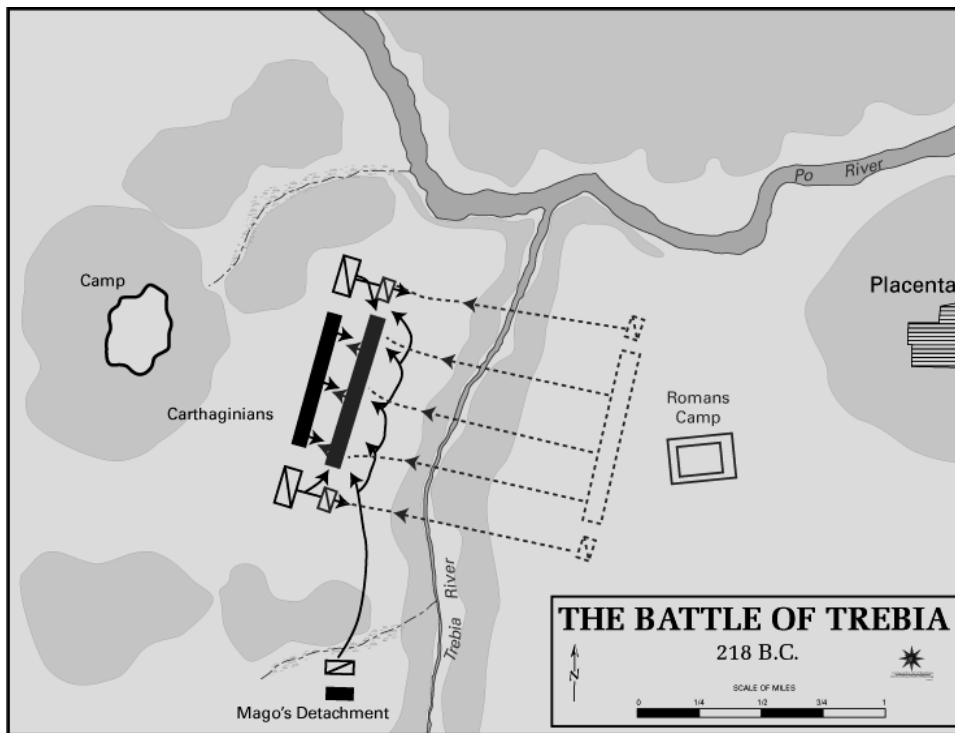 Po River
Camp
Placenta
Carthaginians
Romans
Camp
Trebia River
Mago's Detachment
THE BATTLE OF TREBIA
218 B.C.
N
SCALE OF MILES
0 1/4 1/2 3/4 1